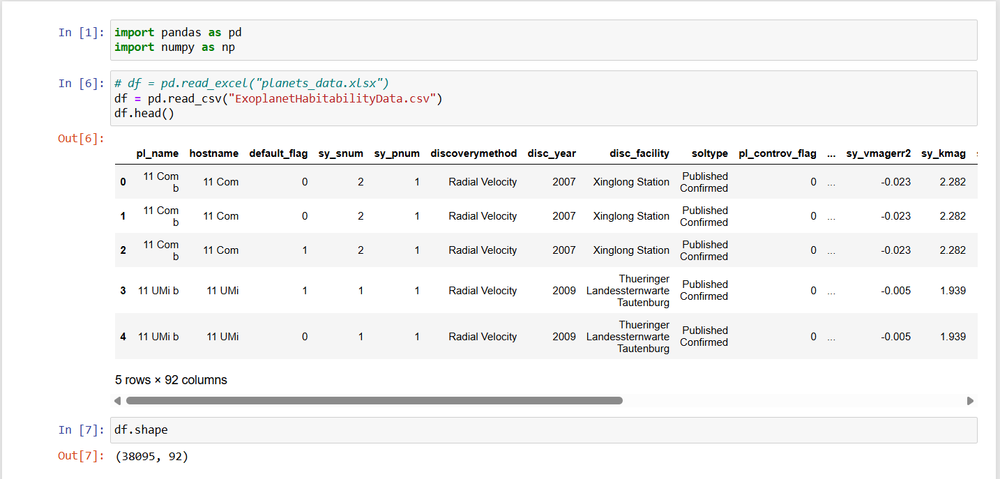 In [1]: import pandas as pd
import numpy as np
In [6]: # df = pd.read_excel("planets_data.xlsx")
df = pd.read_csv("ExoplanetHabitabilityData.csv")
df.head()
Out[6]:
pl_name hostname default_flag sy_snum sy_pnum discoverymethod disc_year disc_facility soltype pl_controv_flag ... sy_vmagerr2 sy_kmag
0 11 Com b 11 Com 0 2 1 Radial Velocity 2007 Xinglong Station Published Confirmed 0 ... -0.023 2.282
1 11 Com b 11 Com 0 2 1 Radial Velocity 2007 Xinglong Station Published Confirmed 0 ... -0.023 2.282
2 11 Com b 11 Com 1 2 1 Radial Velocity 2007 Xinglong Station Published Confirmed 0 ... -0.023 2.282
3 11 UMi b 11 UMi 1 1 1 Radial Velocity 2009 Thueringer Landessternwarte Tautenburg Published Confirmed 0 ... -0.005 1.939
4 11 UMi b 11 UMi 0 1 1 Radial Velocity 2009 Thueringer Landessternwarte Tautenburg Published Confirmed 0 ... -0.005 1.939
5 rows × 92 columns
In [7]: df.shape
Out[7]: (38095, 92)